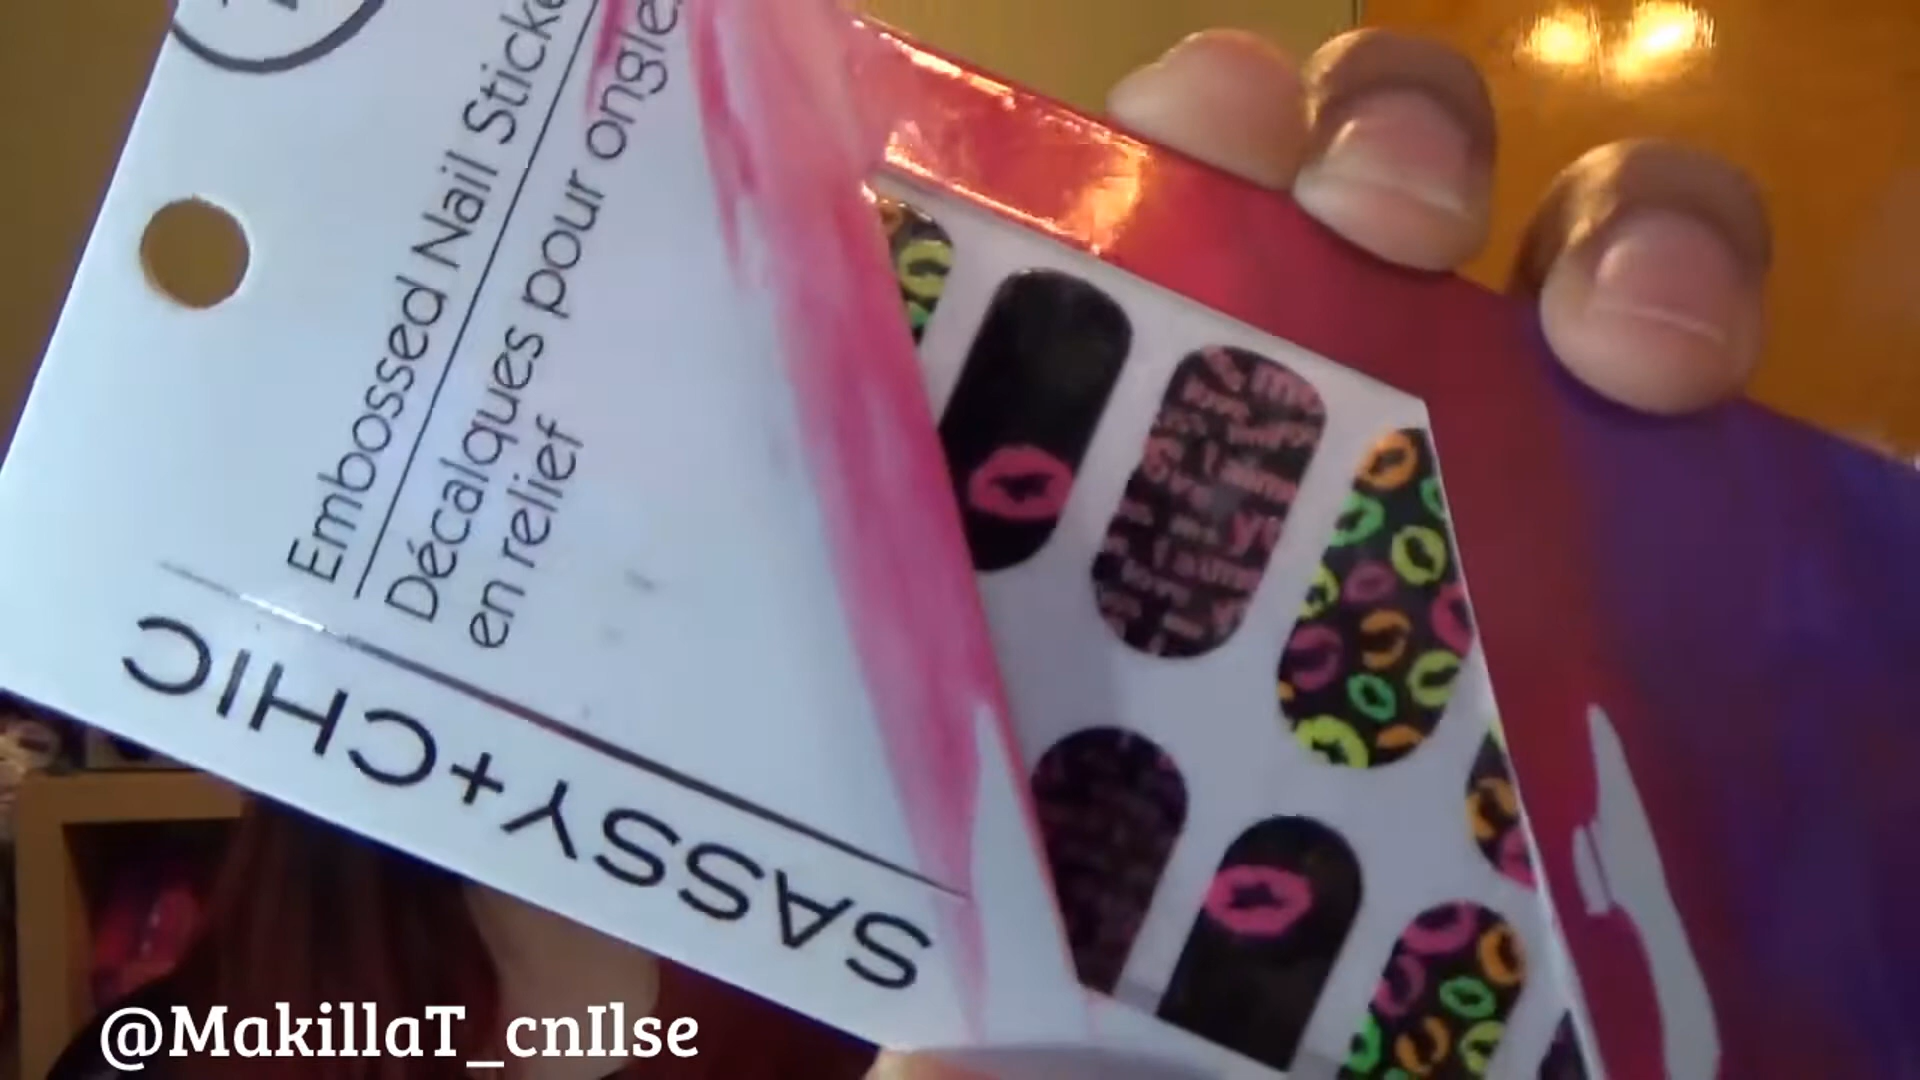 SASSY+CHIC
Embossed Nail Sticke
Décalques pour ongle
en relief
@MakillaT_cnIlse